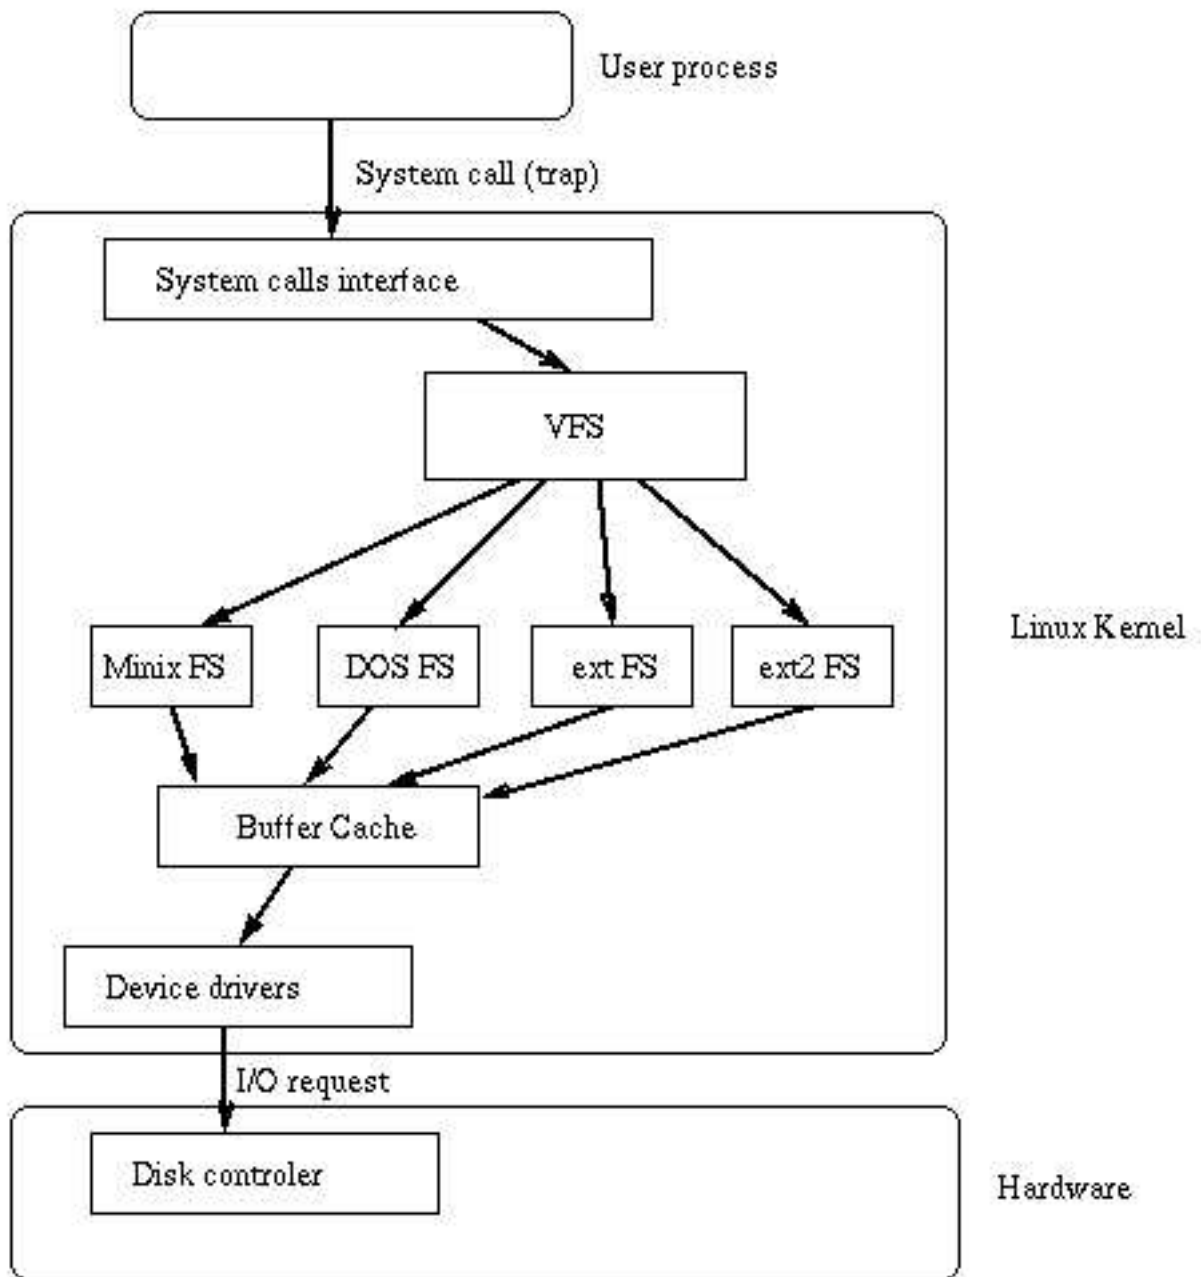 User process
System call (trap)
System calls interface
VFS
Linux Kernel
Minix FS
DOS FS
ext FS
ext2 FS
Buffer Cache
Device drivers
I/O request
Disk controler
Hardware